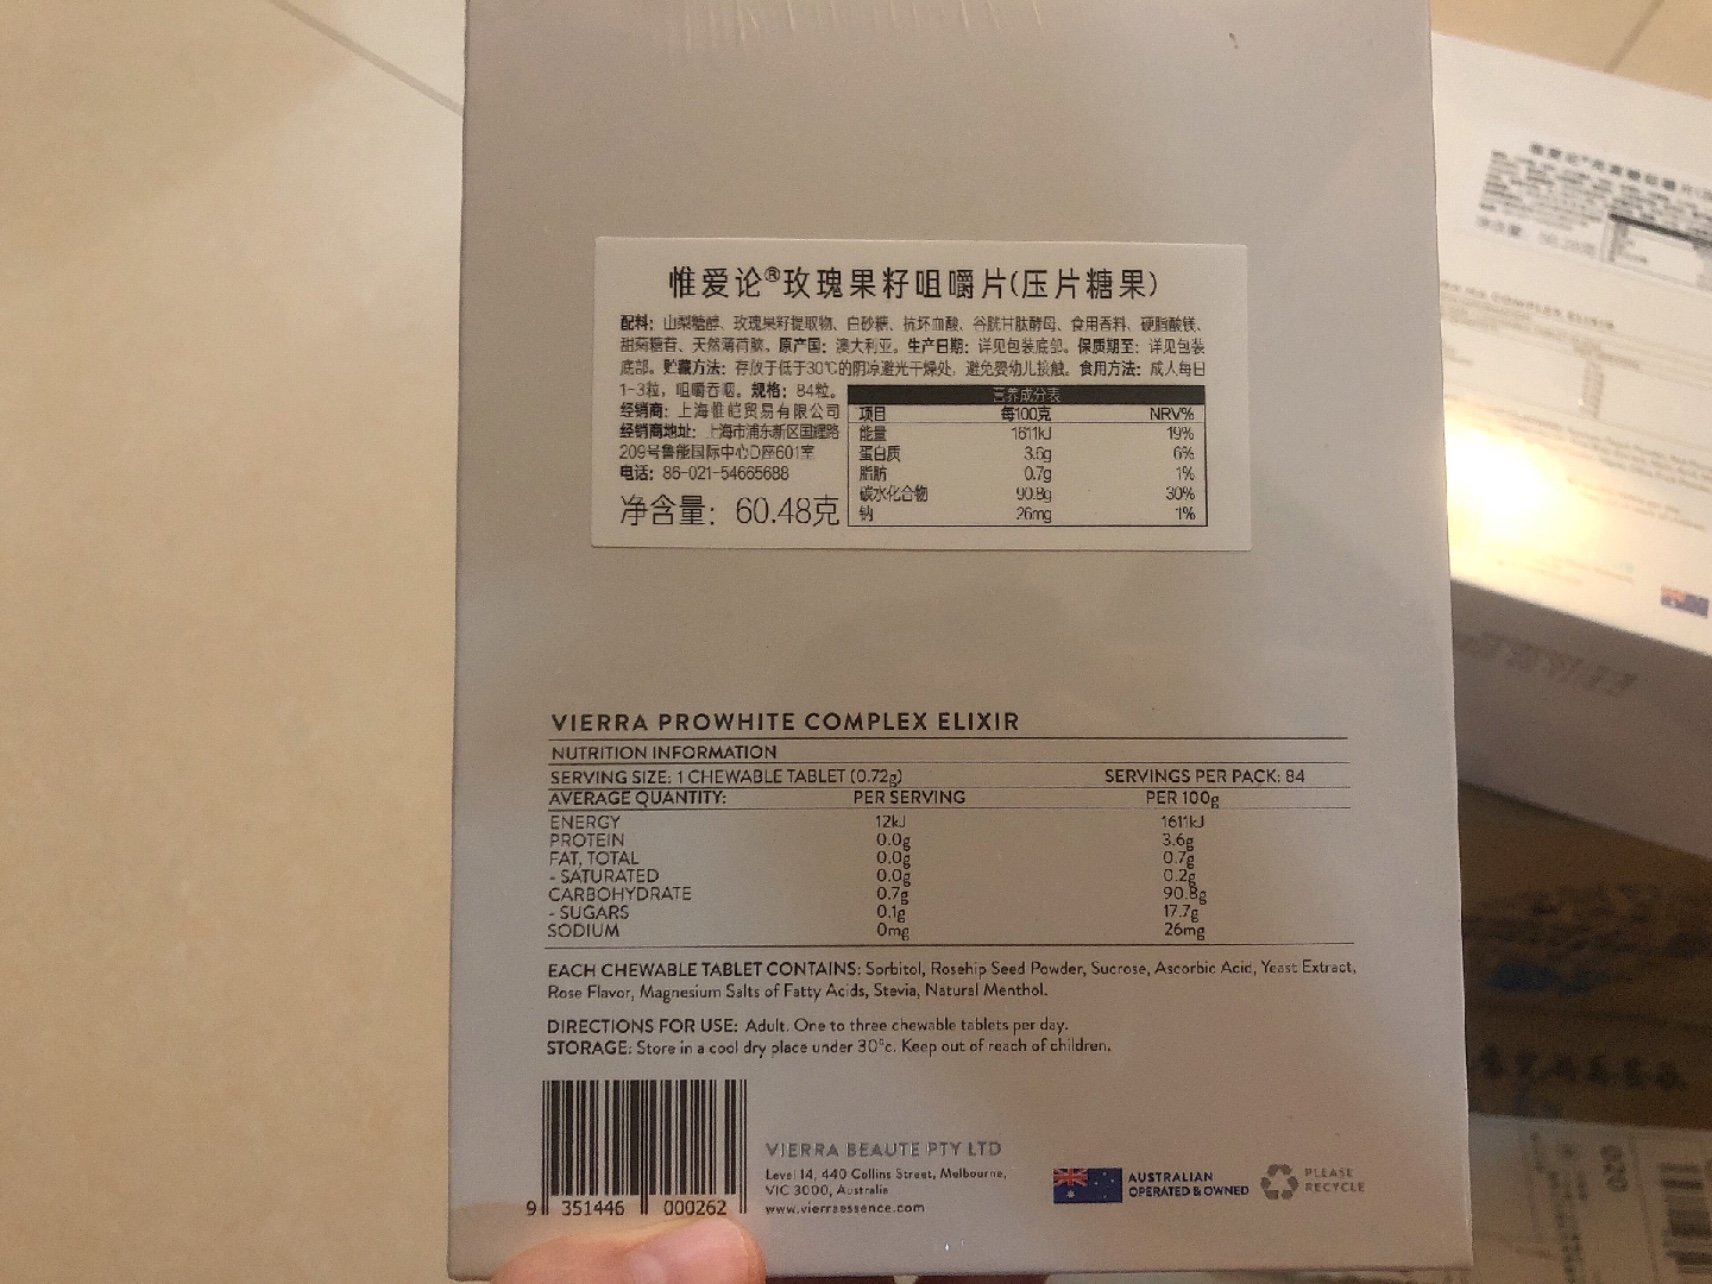 惟爱论®玫瑰果籽咀嚼片(压片糖果)
配料：山梨糖醇、玫瑰果籽提取物、白砂糖、抗坏血酸、谷胱甘肽酵母、食用香料、硬脂酸镁、
甜菊糖苷、天然薄荷脑。原产国：澳大利亚。生产日期：详见包装底部。保质期至：详见包装
底部。贮藏方法：存放于低于30℃的阴凉避光干燥处，避免婴幼儿接触。食用方法：成人每日
1-3粒，咀嚼吞咽。规格：84粒。
经销商：上海惟岂贸易有限公司
经销商地址：上海市浦东新区国耀路
209号鲁能国际中心D座601室
电话：86-021-54665688
净含量：60.48克
营养成分表
项目 每100克 NRV%
能量 1611kJ 19%
蛋白质 3.6g 6%
脂肪 0.7g 1%
碳水化合物 90.8g 30%
钠 26mg 1%
VIERRA PROWHITE COMPLEX ELIXIR
NUTRITION INFORMATION
SERVING SIZE: 1 CHEWABLE TABLET (0.72g) SERVINGS PER PACK: 84
AVERAGE QUANTITY: PER SERVING PER 100g
ENERGY 12kJ 1611kJ
PROTEIN 0.0g 3.6g
FAT, TOTAL 0.0g 0.7g
- SATURATED 0.0g 0.2g
CARBOHYDRATE 0.7g 90.8g
- SUGARS 0.1g 17.7g
SODIUM 0mg 26mg
EACH CHEWABLE TABLET CONTAINS: Sorbitol, Rosehip Seed Powder, Sucrose, Ascorbic Acid, Yeast Extract,
Rose Flavor, Magnesium Salts of Fatty Acids, Stevia, Natural Menthol.
DIRECTIONS FOR USE: Adult. One to three chewable tablets per day.
STORAGE: Store in a cool dry place under 30°c. Keep out of reach of children.
9 351446 000262
VIERRA BEAUTE PTY LTD
Level 14, 440 Collins Street, Melbourne,
VIC 3000, Australia
www.vierraessence.com
AUSTRALIAN
OPERATED & OWNED
PLEASE
RECYCLE